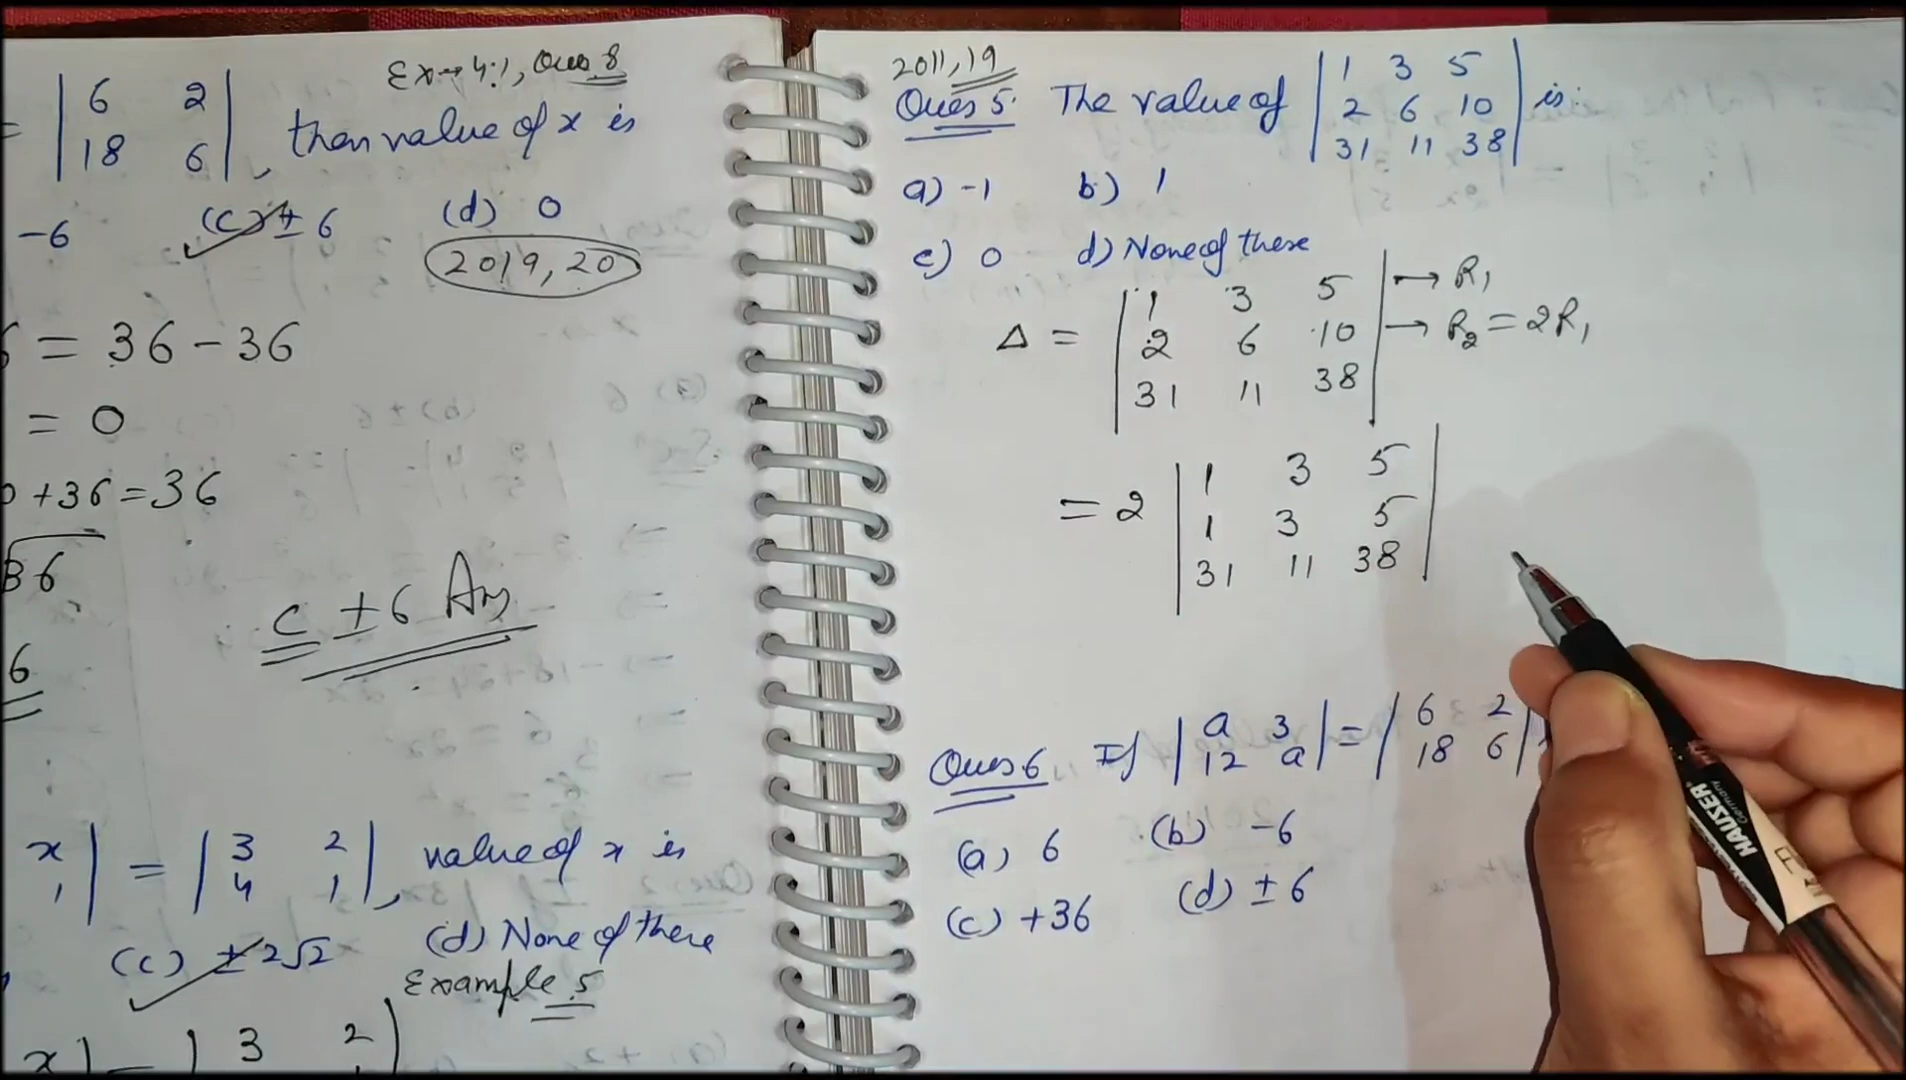 Ex → 4.1, Ques 8
= | 6 2 |
| 18 6 | , then value of x is
-6 (c) ± 6 (d) 0
2019, 20
= 36 - 36
= 0
+36 = 36
36
6
c ±6 Ans
x | = | 3 2 | , value of x is
1 | | 4 1 |
(c) ± 2√2 (d) None of there
Example 5
x | = | 3 2 |
2011, 19
Ques 5. The value of | 1 3 5 | is
| 2 6 10 |
| 31 11 38 |
a) -1 b) 1
c) 0 d) None of there
Δ = | 1 3 5 | → R₁
| 2 6 10 | → R₂ = 2R₁
| 31 11 38 |
= 2 | 1 3 5 |
| 1 3 5 |
| 31 11 38 |
Ques 6 If | a 3 | = | 6 2 |
| 12 a | | 18 6 |
(a) 6 (b) -6
(c) +36 (d) ±6
HAUSER
Germany